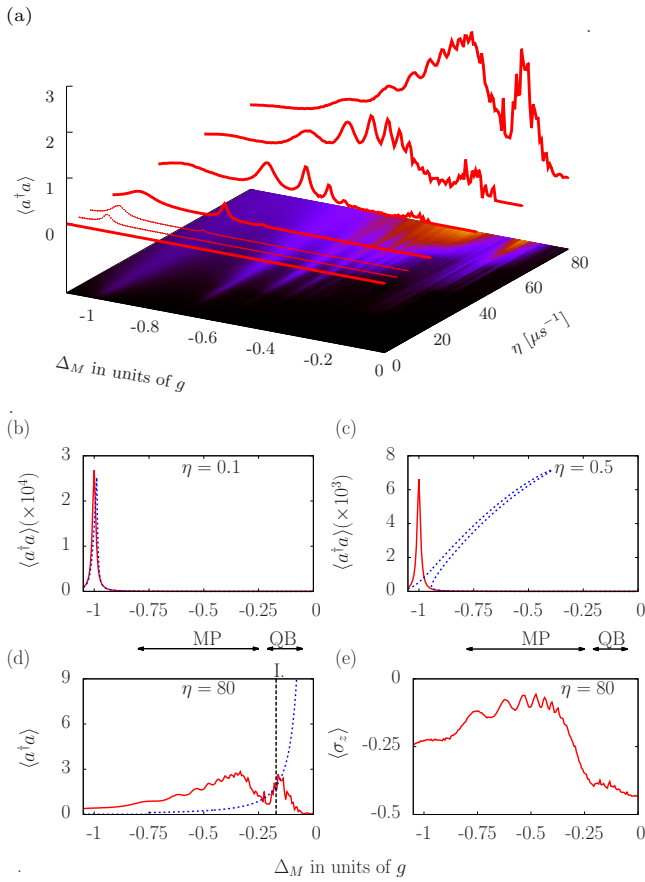 (a)
3
2
1
0
⟨a†a⟩
-1
-0.8
-0.6
-0.4
-0.2
0
Δ_M in units of g
0
20
40
60
80
η [μs⁻¹]
(b)
η = 0.1
3
2
1
0
⟨a†a⟩(×10⁴)
-1 -0.75 -0.5 -0.25 0
(c)
η = 0.5
8
6
4
2
0
⟨a†a⟩(×10³)
-1 -0.75 -0.5 -0.25 0
MP QB
(d)
I.
η = 80
9
6
3
0
⟨a†a⟩
-1 -0.75 -0.5 -0.25 0
MP QB
(e)
η = 80
0
-0.25
-0.5
⟨σ_z⟩
-1 -0.75 -0.5 -0.25 0
Δ_M in units of g